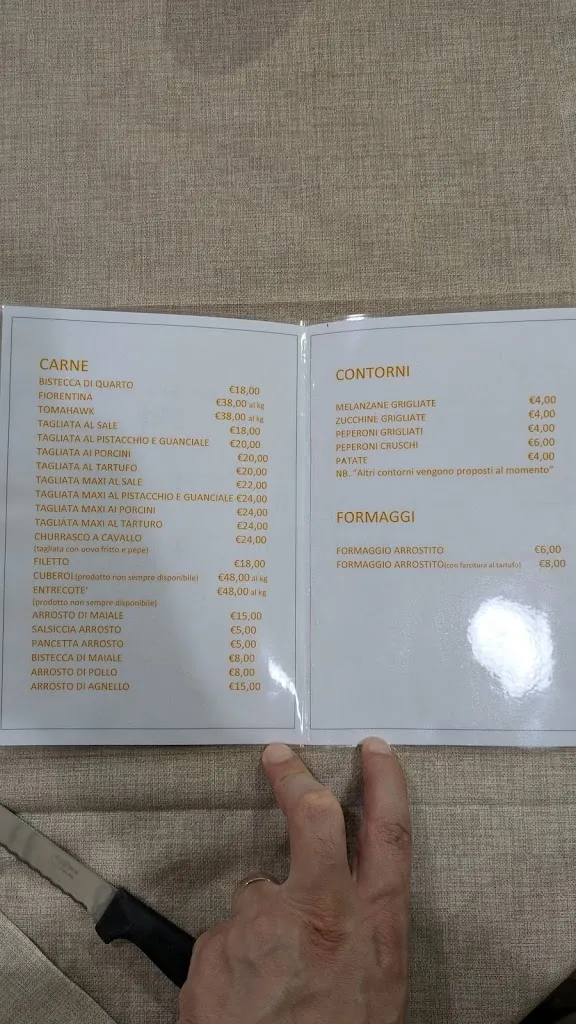 CARNE
BISTECCA DI QUARTO €18,00
FIORENTINA €38,00 al kg
TOMAHAWK €38,00 al kg
TAGLIATA AL SALE €18,00
TAGLIATA AL PISTACCHIO E GUANCIALE €20,00
TAGLIATA AI PORCINI €20,00
TAGLIATA AL TARTUFO €20,00
TAGLIATA MAXI AL SALE €22,00
TAGLIATA MAXI AL PISTACCHIO E GUANCIALE €24,00
TAGLIATA MAXI AI PORCINI €24,00
TAGLIATA MAXI AL TARTUFO €24,00
CHURRASCO A CAVALLO €24,00
(tagliata con uovo fritto e pepe)
FILETTO €18,00
CUBEROL(prodotto non sempre disponibile) €48,00 al kg
ENTRECOTE' €48,00 al kg
(prodotto non sempre disponibile)
ARROSTO DI MAIALE €15,00
SALSICCIA ARROSTO €5,00
PANCETTA ARROSTO €5,00
BISTECCA DI MAIALE €8,00
ARROSTO DI POLLO €8,00
ARROSTO DI AGNELLO €15,00
CONTORNI
MELANZANE GRIGLIATE €4,00
ZUCCHINE GRIGLIATE €4,00
PEPERONI GRIGLIATI €4,00
PEPERONI CRUSCHI €6,00
PATATE €4,00
NB. "Altri contorni vengono proposti al momento"
FORMAGGI
FORMAGGIO ARROSTITO €6,00
FORMAGGIO ARROSTITO(con farcitura al tartufo) €8,00